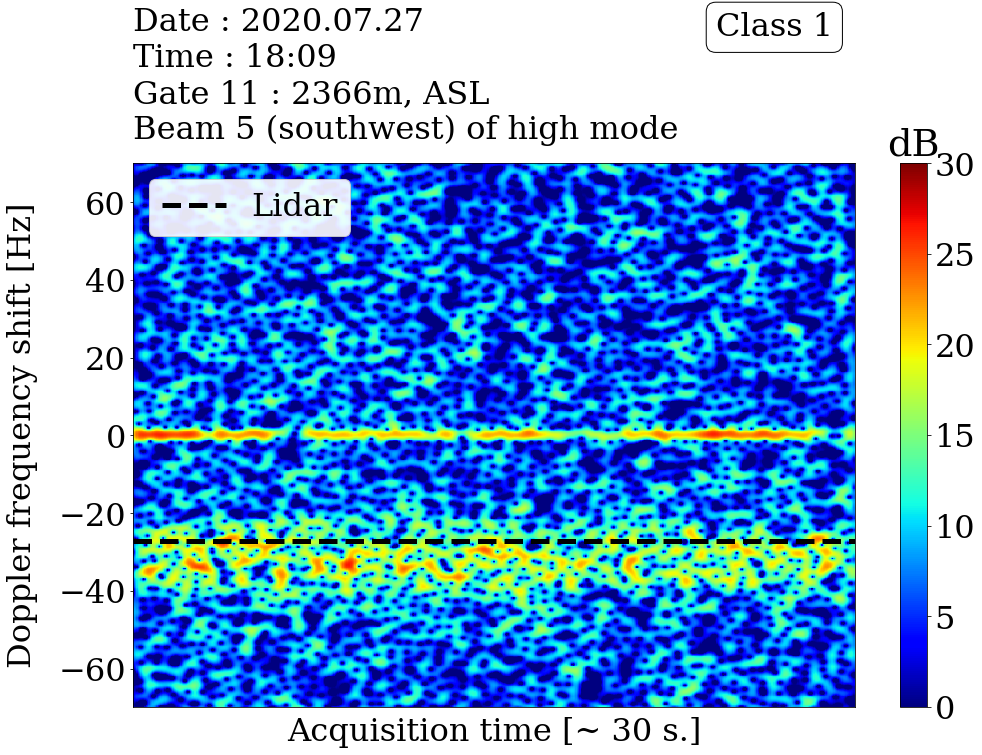 Date : 2020.07.27
Time : 18:09
Gate 11 : 2366m, ASL
Beam 5 (southwest) of high mode
Class 1
dB
Lidar
Doppler frequency shift [Hz]
60
40
20
0
−20
−40
−60
30
25
20
15
10
5
0
Acquisition time [~ 30 s.]